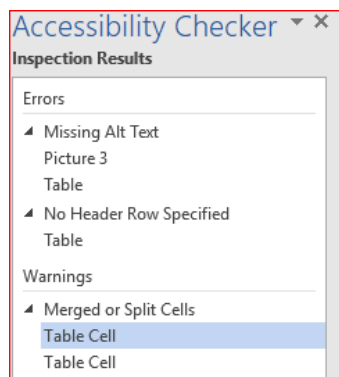 Accessibility Checker
Inspection Results
Errors
Missing Alt Text
Picture 3
Table
No Header Row Specified
Table
Warnings
Merged or Split Cells
Table Cell
Table Cell